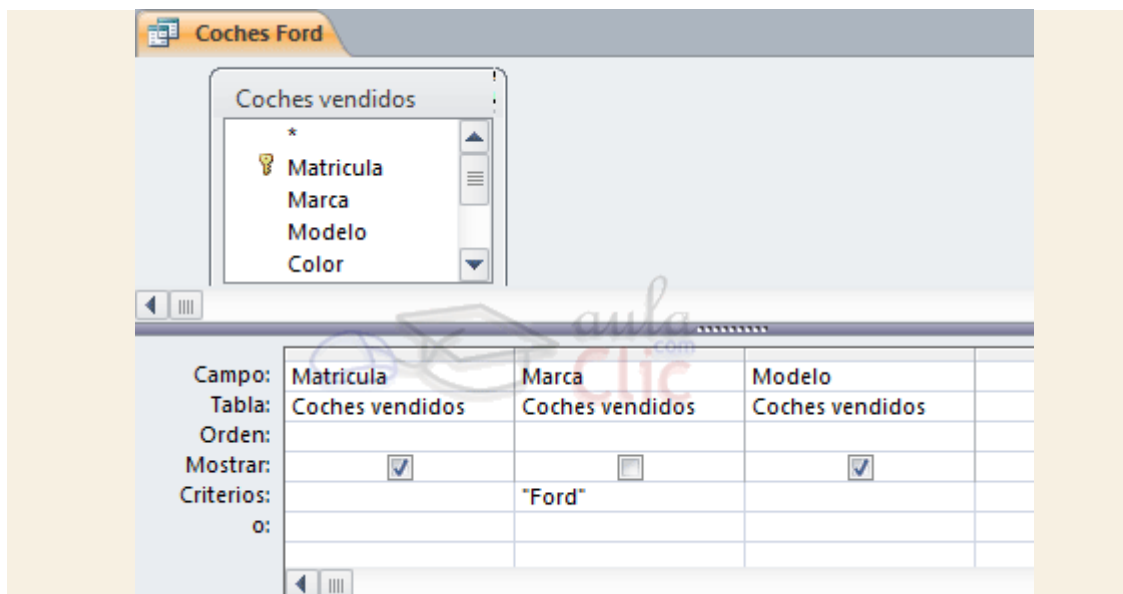 Coches Ford
Coches vendidos
*
Matricula
Marca
Modelo
Color
aula
.com
Clic
Campo: Matricula Marca Modelo
Tabla: Coches vendidos Coches vendidos Coches vendidos
Orden:
Mostrar:
Criterios: "Ford"
o: